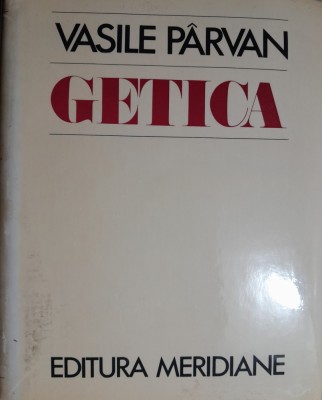 VASILE PÂRVAN
GETICA
EDITURA MERIDIANE